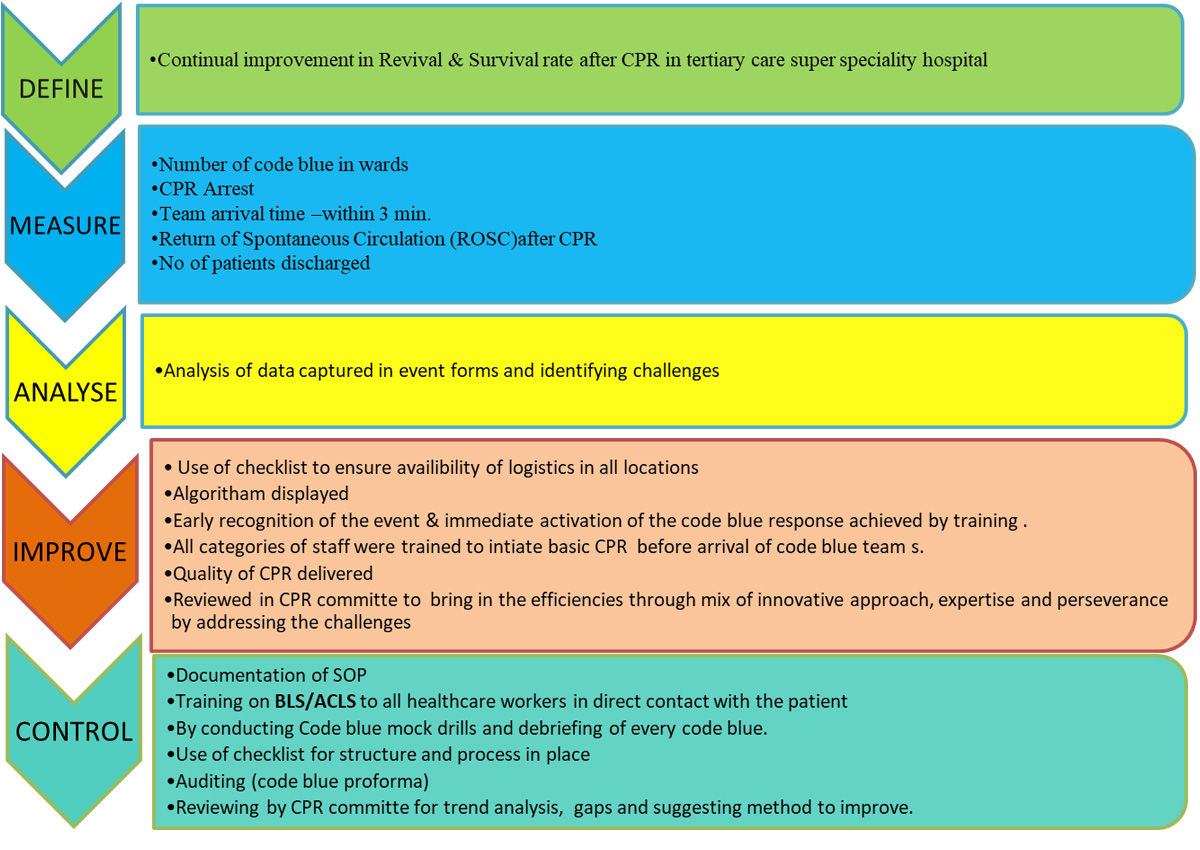 DEFINE
•Continual improvement in Revival & Survival rate after CPR in tertiary care super speciality hospital
MEASURE
•Number of code blue in wards
•CPR Arrest
•Team arrival time –within 3 min.
•Return of Spontaneous Circulation (ROSC)after CPR
•No of patients discharged
ANALYSE
•Analysis of data captured in event forms and identifying challenges
IMPROVE
• Use of checklist to ensure availibility of logistics in all locations
•Algoritham displayed
•Early recognition of the event & immediate activation of the code blue response achieved by training .
•All categories of staff were trained to intiate basic CPR before arrival of code blue team s.
•Quality of CPR delivered
•Reviewed in CPR committe to bring in the efficiencies through mix of innovative approach, expertise and perseverance
by addressing the challenges
CONTROL
•Documentation of SOP
•Training on BLS/ACLS to all healthcare workers in direct contact with the patient
•By conducting Code blue mock drills and debriefing of every code blue.
•Use of checklist for structure and process in place
•Auditing (code blue proforma)
•Reviewing by CPR committe for trend analysis, gaps and suggesting method to improve.